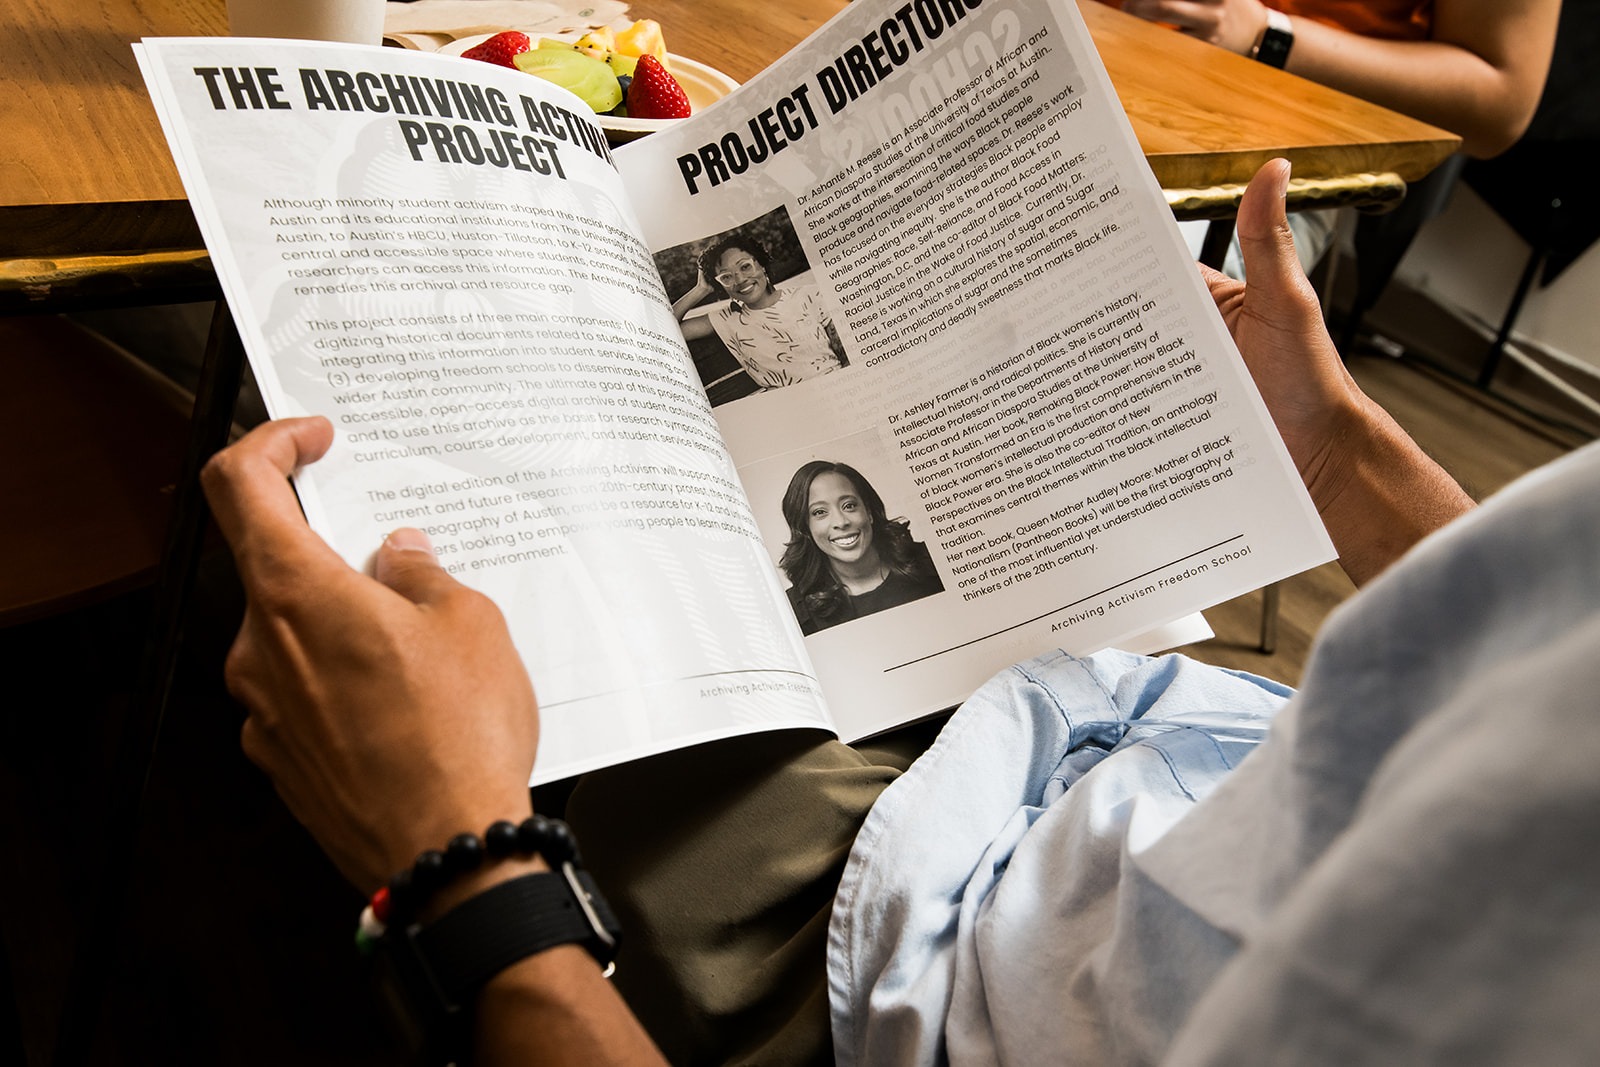 THE ARCHIVING ACTIV
PROJECT
Although minority student activism shaped the racial geograp
Austin and its educational institutions from The University of
Austin, to Austin's HBCU, Huston-Tillotson, to K-12 schools, there
central and accessible space where students, community me
researchers can access this information. The Archiving Activism
remedies this archival and resource gap.
This project consists of three main components: (1) documenting
digitizing historical documents related to student activism, (2)
integrating this information into student service learning, and
(3) developing freedom schools to disseminate this information
wider Austin community. The ultimate goal of this project is
accessible, open-access digital archive of student activism
and to use this archive as the basis for research symposia,
curriculum, course development, and student service learning.
The digital edition of the Archiving Activism will support and
current and future research on 20th-century protest, the racial
geography of Austin, and be a resource for K-12 and univ
ers looking to empower young people to learn about
heir environment.
Archiving Activism Freedom
PROJECT DIRECTORS
Dr. Ashanté M. Reese is an Associate Professor of African and
African Diaspora Studies at the University of Texas at Austin..
She works at the intersection of critical food studies and
Black geographies, examining the ways Black people
produce and navigate food-related spaces. Dr. Reese's work
has focused on the everyday strategies Black people employ
while navigating inequity. She is the author Black Food
Geographies: Race, Self-Reliance, and Food Access in
Washington, D.C. and the co-editor of Black Food Matters:
Racial Justice in the Wake of Food Justice. Currently, Dr.
Reese is working on a cultural history of sugar and Sugar
Land, Texas in which she explores the spatial, economic, and
carceral implications of sugar and the sometimes
contradictory and deadly sweetness that marks Black life.
Dr. Ashley Farmer is a historian of Black women's history,
intellectual history, and radical politics. She is currently an
Associate Professor in the Departments of History and
African and African Diaspora Studies at the University of
Texas at Austin. Her book, Remaking Black Power: How Black
Women Transformed an Era is the first comprehensive study
of black women's intellectual production and activism in the
Black Power era. She is also the co-editor of New
Perspectives on the Black Intellectual Tradition, an anthology
that examines central themes within the black intellectual
tradition.
Her next book, Queen Mother Audley Moore: Mother of Black
Nationalism (Pantheon Books) will be the first biography of
one of the most influential yet understudied activists and
thinkers of the 20th century.
Archiving Activism Freedom School